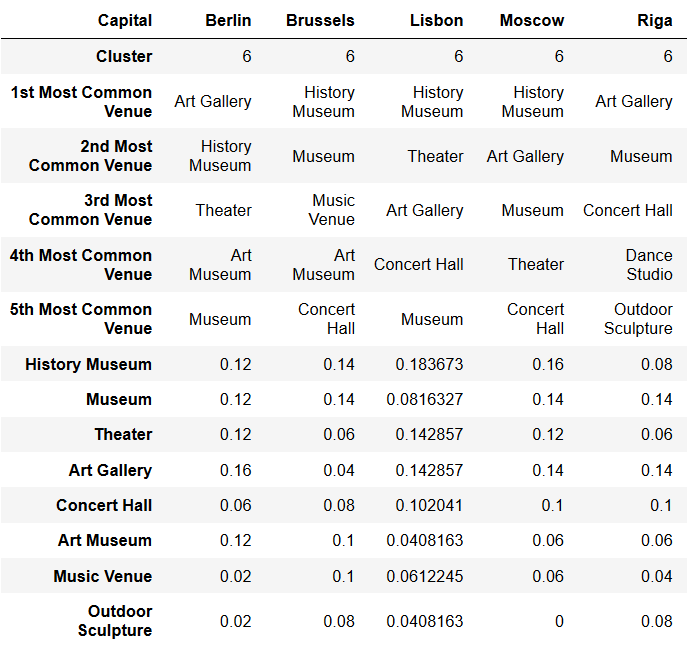 Capital Berlin Brussels Lisbon Moscow Riga
Cluster 6 6 6 6 6
1st Most Common Venue Art Gallery History Museum History Museum History Museum Art Gallery
2nd Most Common Venue History Museum Museum Theater Art Gallery Museum
3rd Most Common Venue Theater Music Venue Art Gallery Museum Concert Hall
4th Most Common Venue Art Museum Art Museum Concert Hall Theater Dance Studio
5th Most Common Venue Museum Concert Hall Museum Concert Hall Outdoor Sculpture
History Museum 0.12 0.14 0.183673 0.16 0.08
Museum 0.12 0.14 0.0816327 0.14 0.14
Theater 0.12 0.06 0.142857 0.12 0.06
Art Gallery 0.16 0.04 0.142857 0.14 0.14
Concert Hall 0.06 0.08 0.102041 0.1 0.1
Art Museum 0.12 0.1 0.0408163 0.06 0.06
Music Venue 0.02 0.1 0.0612245 0.06 0.04
Outdoor Sculpture 0.02 0.08 0.0408163 0 0.08